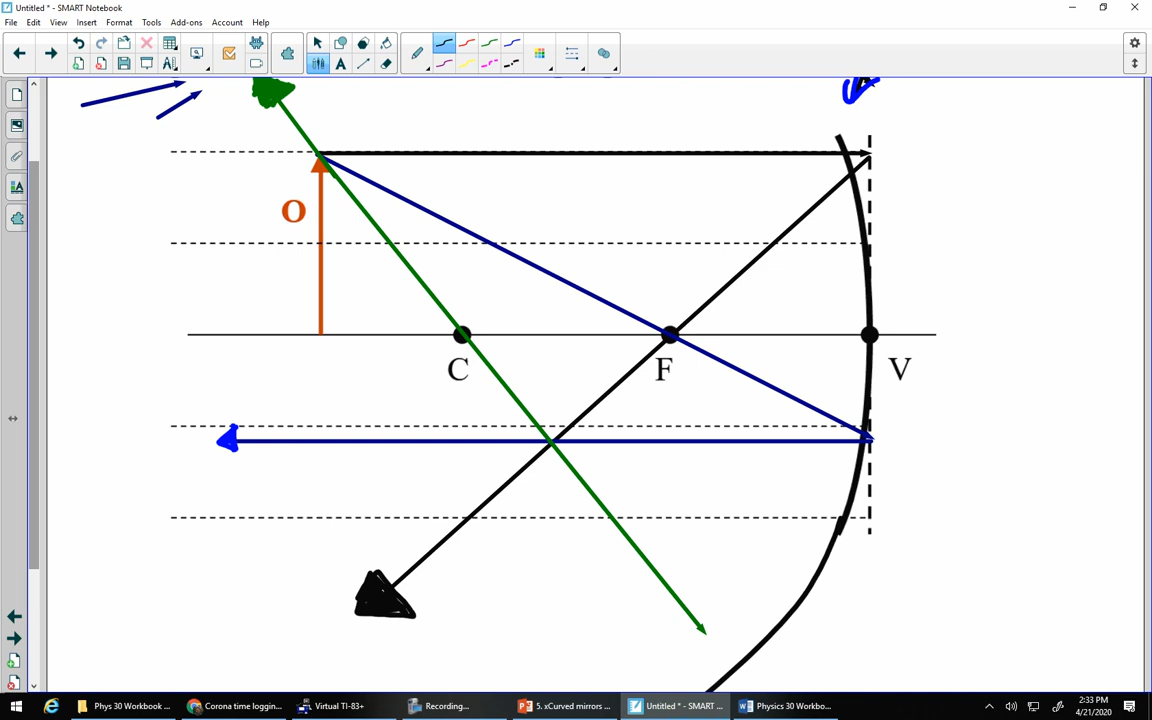 Untitled * - SMART Notebook
File Edit View Insert Format Tools Add-ons Account Help
O
C
F
V
Phys 30 Workbook ...
Corona time loggin...
Virtual TI-83+
Recording...
5. xCurved mirrors ...
Untitled * - SMART ...
Physics 30 Workbo...
2:33 PM
4/21/2020